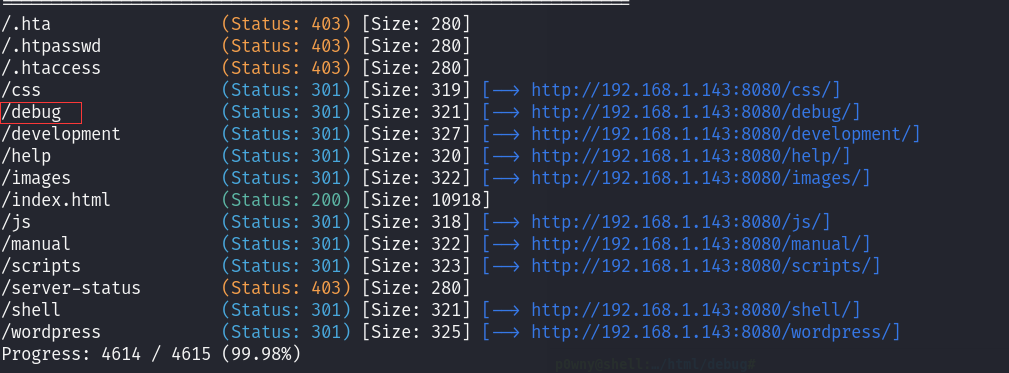 /.hta (Status: 403) [Size: 280]
/.htpasswd (Status: 403) [Size: 280]
/.htaccess (Status: 403) [Size: 280]
/css (Status: 301) [Size: 319] [--> http://192.168.1.143:8080/css/]
/debug (Status: 301) [Size: 321] [--> http://192.168.1.143:8080/debug/]
/development (Status: 301) [Size: 327] [--> http://192.168.1.143:8080/development/]
/help (Status: 301) [Size: 320] [--> http://192.168.1.143:8080/help/]
/images (Status: 301) [Size: 322] [--> http://192.168.1.143:8080/images/]
/index.html (Status: 200) [Size: 10918]
/js (Status: 301) [Size: 318] [--> http://192.168.1.143:8080/js/]
/manual (Status: 301) [Size: 322] [--> http://192.168.1.143:8080/manual/]
/scripts (Status: 301) [Size: 323] [--> http://192.168.1.143:8080/scripts/]
/server-status (Status: 403) [Size: 280]
/shell (Status: 301) [Size: 321] [--> http://192.168.1.143:8080/shell/]
/wordpress (Status: 301) [Size: 325] [--> http://192.168.1.143:8080/wordpress/]
Progress: 4614 / 4615 (99.98%)
p0wny@shell:…/html/debug#